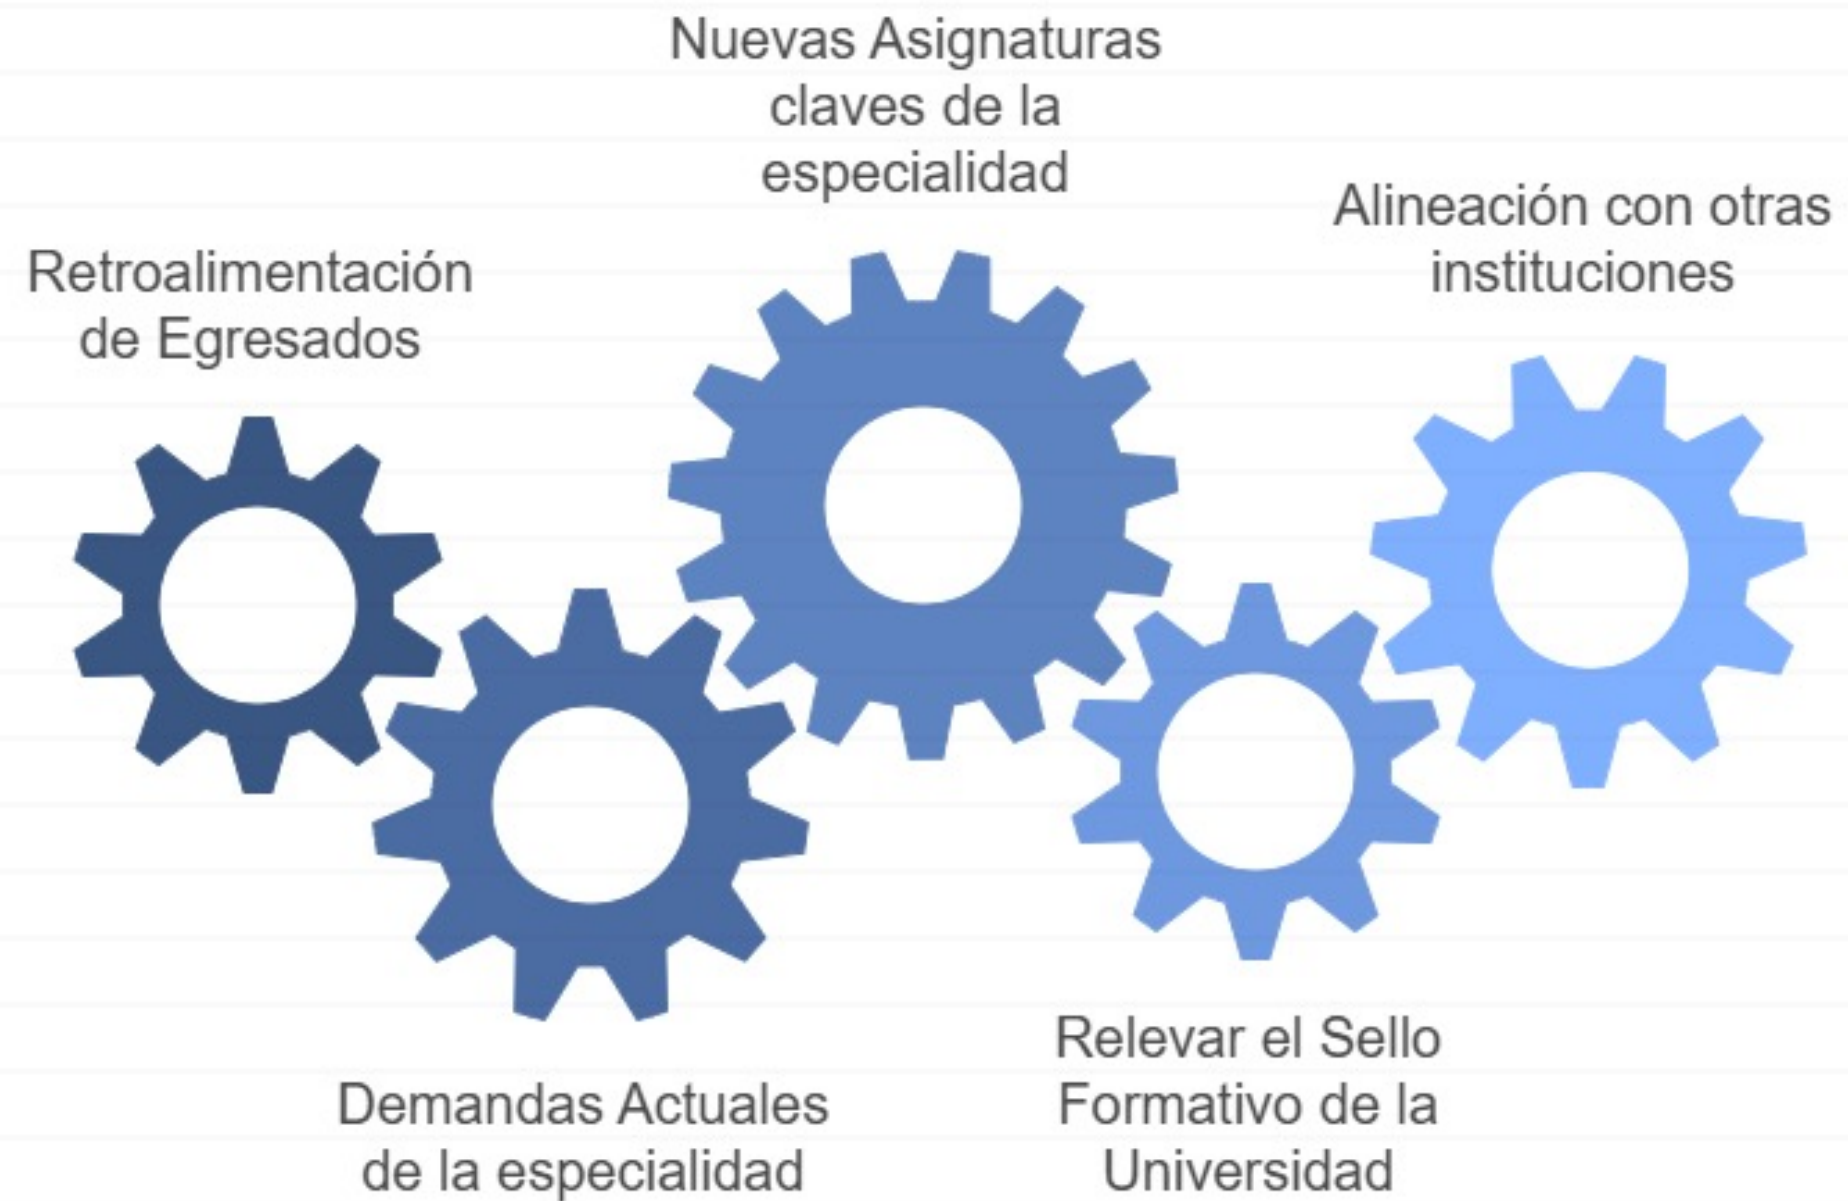 Nuevas Asignaturas
claves de la
especialidad
Alineación con otras
instituciones
Retroalimentación
de Egresados
Relevar el Sello
Formativo de la
Universidad
Demandas Actuales
de la especialidad